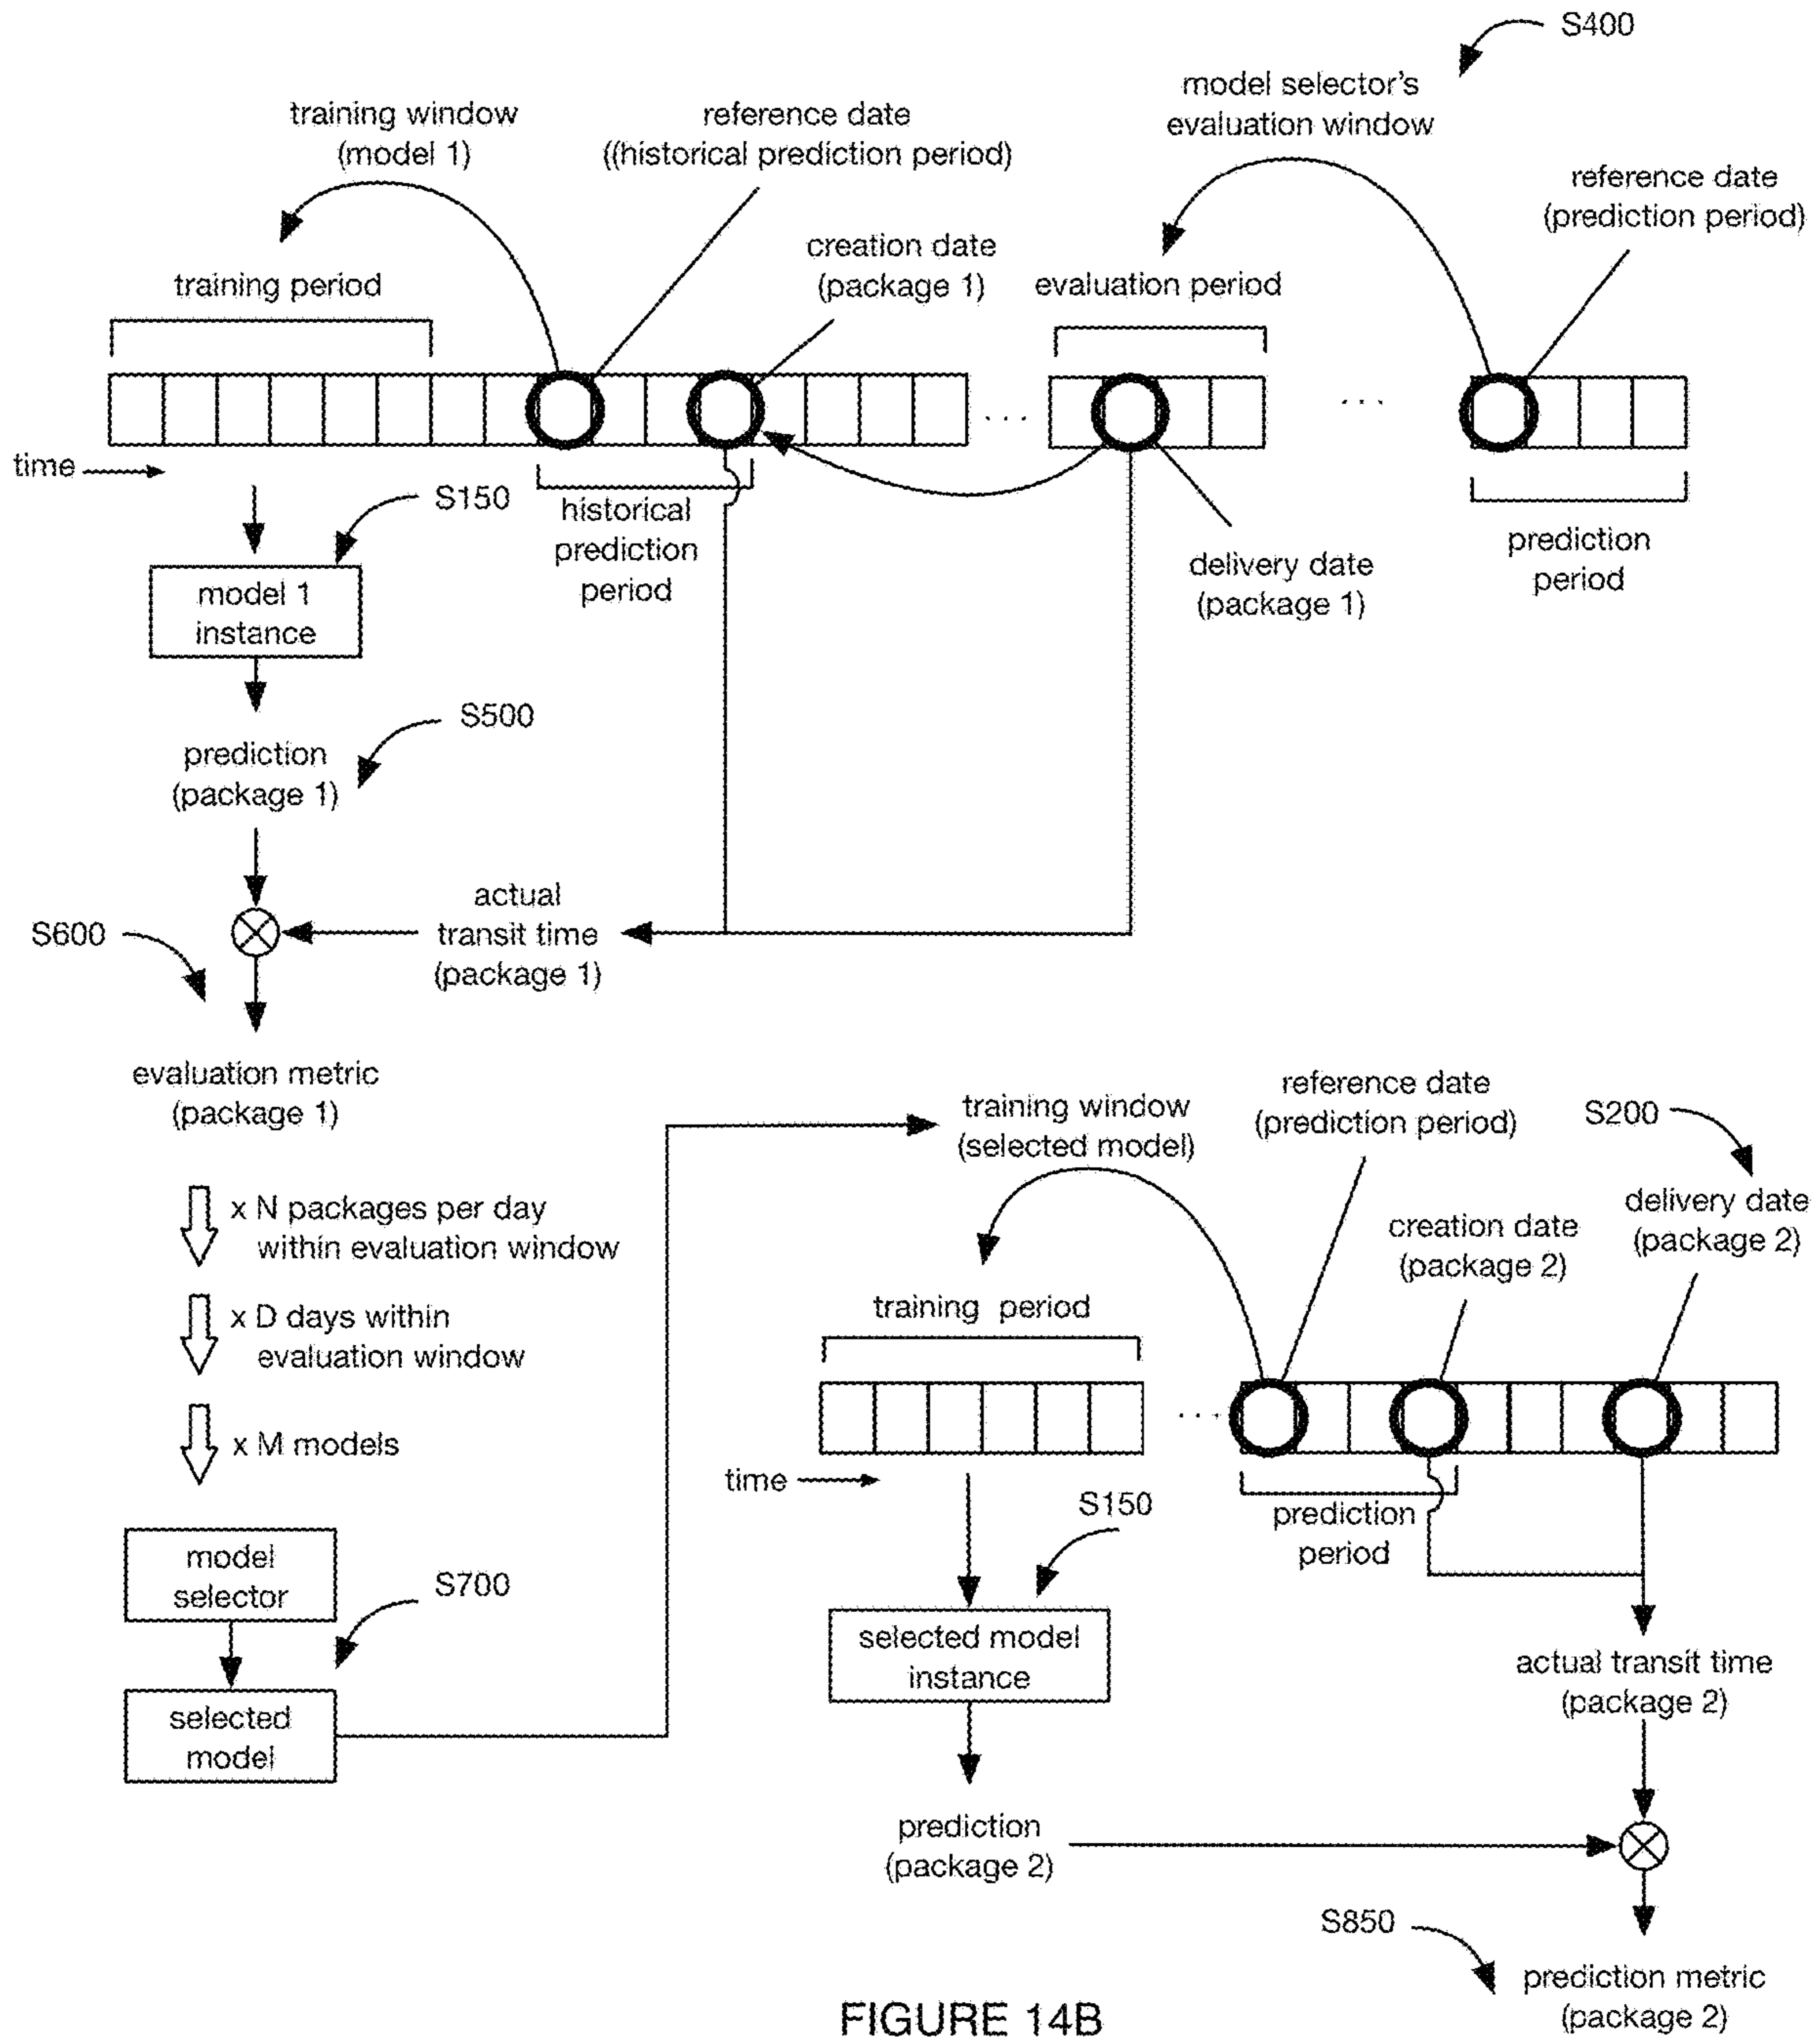 S400
model selector's
evaluation window
training window
(model 1)
reference date
((historical prediction period)
reference date
(prediction period)
creation date
(package 1)
training period
evaluation period
...
...
time
S150
historical
prediction
period
prediction
period
delivery date
(package 1)
model 1
instance
S500
prediction
(package 1)
actual
transit time
(package 1)
S600
evaluation metric
(package 1)
x N packages per day
within evaluation window
x D days within
evaluation window
x M models
model
selector
S700
selected
model
training window
(selected model)
reference date
(prediction period)
S200
delivery date
(package 2)
creation date
(package 2)
training period
...
time
S150
prediction
period
selected model
instance
actual transit time
(package 2)
prediction
(package 2)
S850
prediction metric
(package 2)
FIGURE 14B